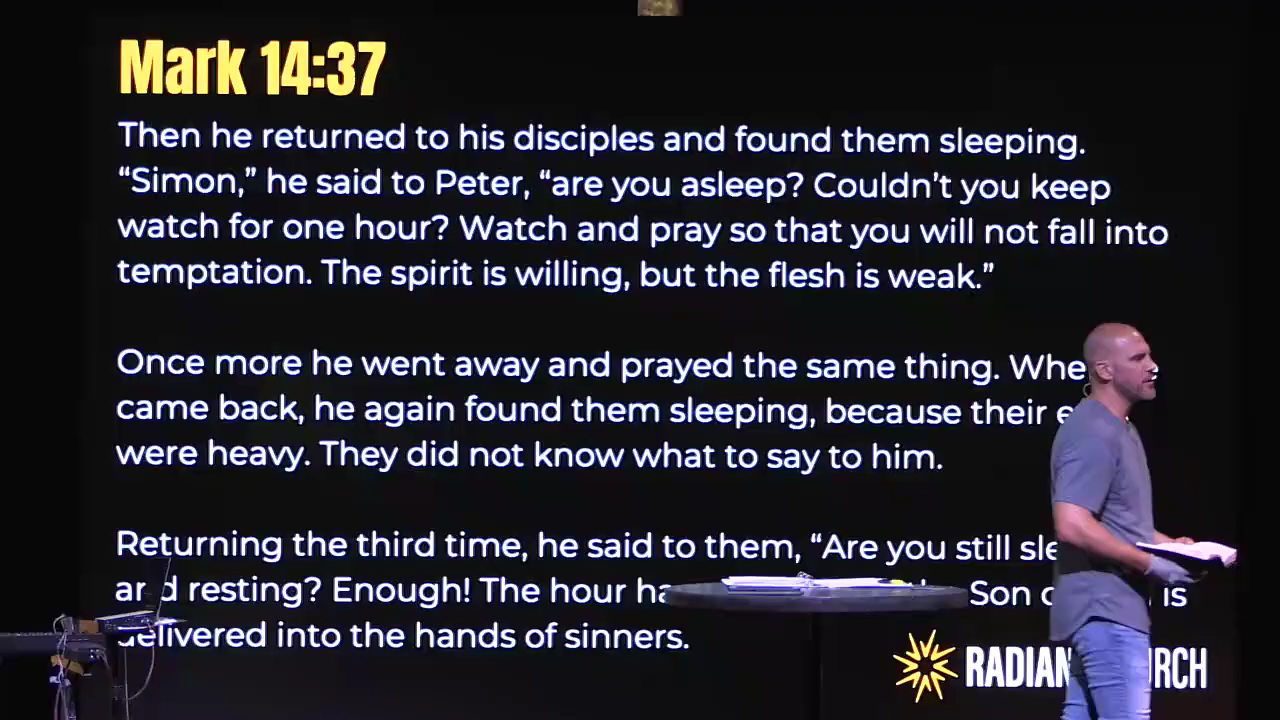 Mark 14:37
Then he returned to his disciples and found them sleeping.
“Simon,” he said to Peter, “are you asleep? Couldn’t you keep
watch for one hour? Watch and pray so that you will not fall into
temptation. The spirit is willing, but the flesh is weak.”
Once more he went away and prayed the same thing. Whe
came back, he again found them sleeping, because their e
were heavy. They did not know what to say to him.
Returning the third time, he said to them, “Are you still sle
and resting? Enough! The hour ha Son is
delivered into the hands of sinners.
RADIAN URCH